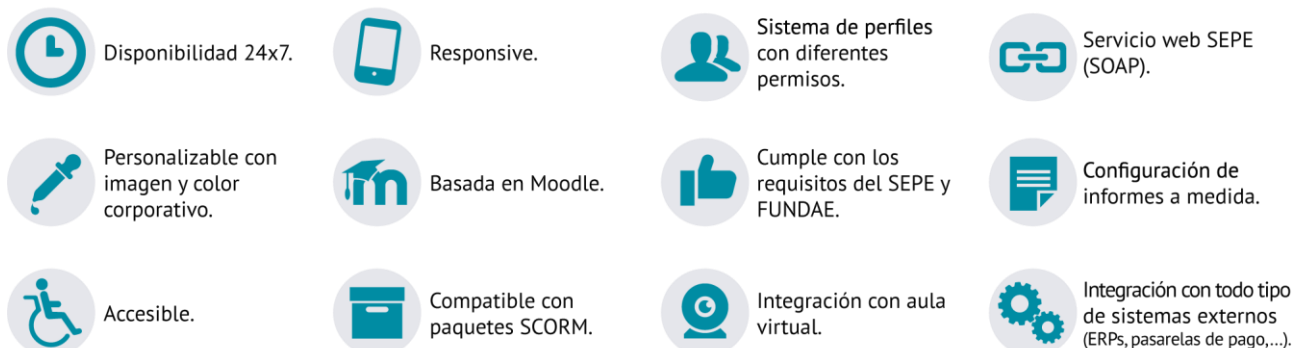 Disponibilidad 24x7.
Responsive.
Sistema de perfiles
con diferentes
permisos.
Servicio web SEPE
(SOAP).
Personalizable con
imagen y color
corporativo.
Basada en Moodle.
Cumple con los
requisitos del SEPE y
FUNDAE.
Configuración de
informes a medida.
Accesible.
Compatible con
paquetes SCORM.
Integración con aula
virtual.
Integración con todo tipo
de sistemas externos
(ERPs, pasarelas de pago,...).